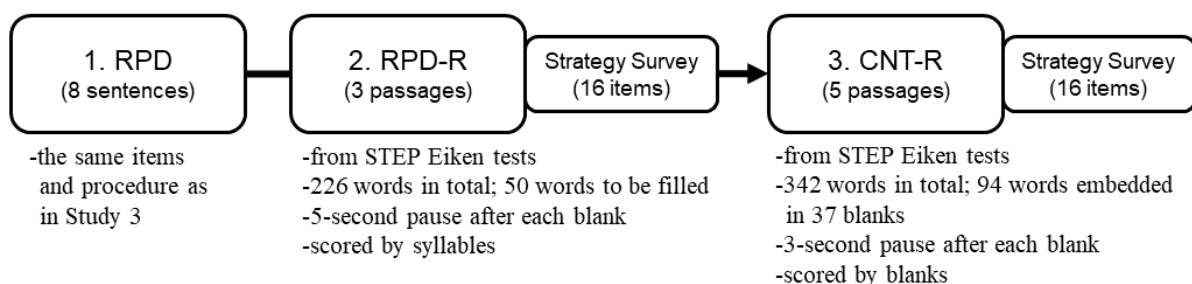 1. RPD
(8 sentences)
2. RPD-R
(3 passages)
Strategy Survey
(16 items)
3. CNT-R
(5 passages)
Strategy Survey
(16 items)
-the same items
and procedure as
in Study 3
-from STEP Eiken tests
-226 words in total; 50 words to be filled
-5-second pause after each blank
-scored by syllables
-from STEP Eiken tests
-342 words in total; 94 words embedded
in 37 blanks
-3-second pause after each blank
-scored by blanks